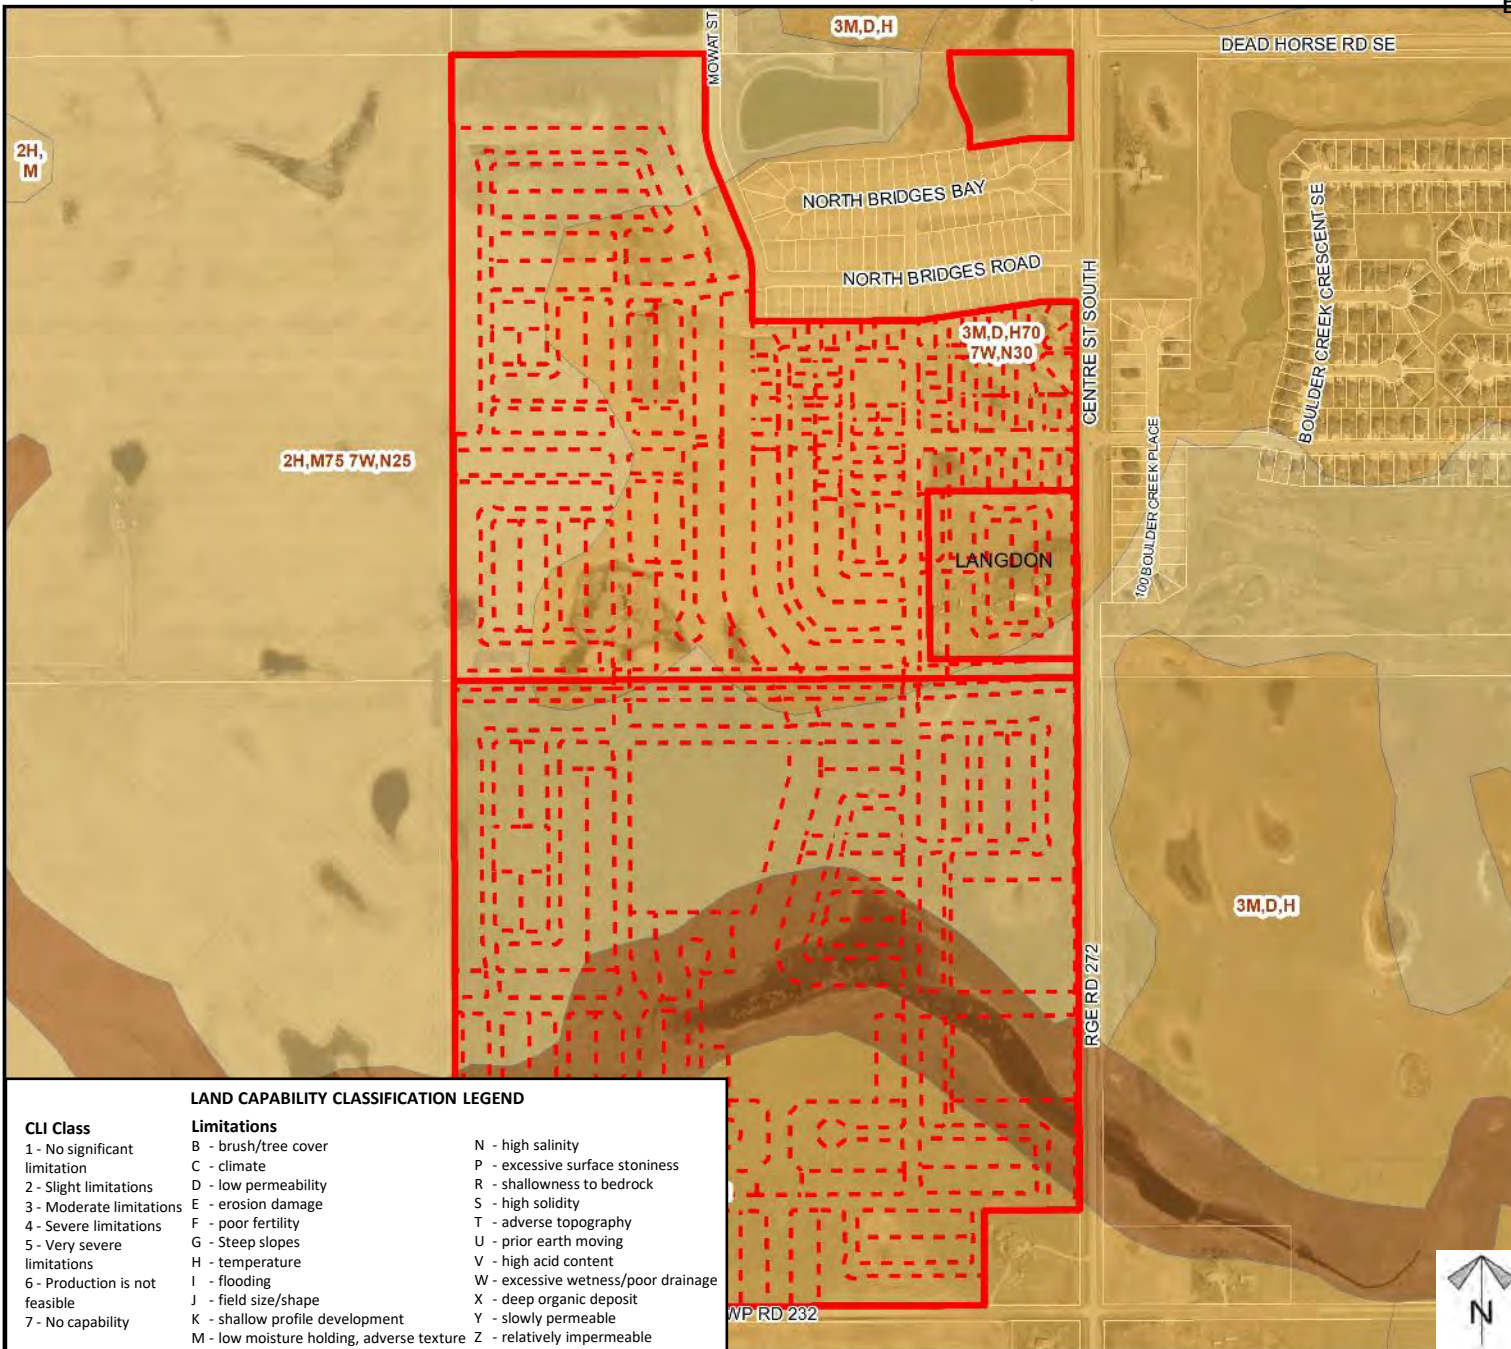 3M,D,H
DEAD HORSE RD SE
MOWAT ST
2H,
M
NORTH BRIDGES BAY
NORTH BRIDGES ROAD
CENTRE ST SOUTH
BOULDER CREEK CRESCENT SE
3M,D,H70
7W,N30
2H,M75 7W,N25
100 BOULDER CREEK PLACE
LANGDON
3M,D,H
RGE RD 272
WP RD 232
N
LAND CAPABILITY CLASSIFICATION LEGEND
CLI Class
1 - No significant
limitation
2 - Slight limitations
3 - Moderate limitations
4 - Severe limitations
5 - Very severe
limitations
6 - Production is not
feasible
7 - No capability
Limitations
B - brush/tree cover
C - climate
D - low permeability
E - erosion damage
F - poor fertility
G - Steep slopes
H - temperature
I - flooding
J - field size/shape
K - shallow profile development
M - low moisture holding, adverse texture
N - high salinity
P - excessive surface stoniness
R - shallowness to bedrock
S - high solidity
T - adverse topography
U - prior earth moving
V - high acid content
W - excessive wetness/poor drainage
X - deep organic deposit
Y - slowly permeable
Z - relatively impermeable